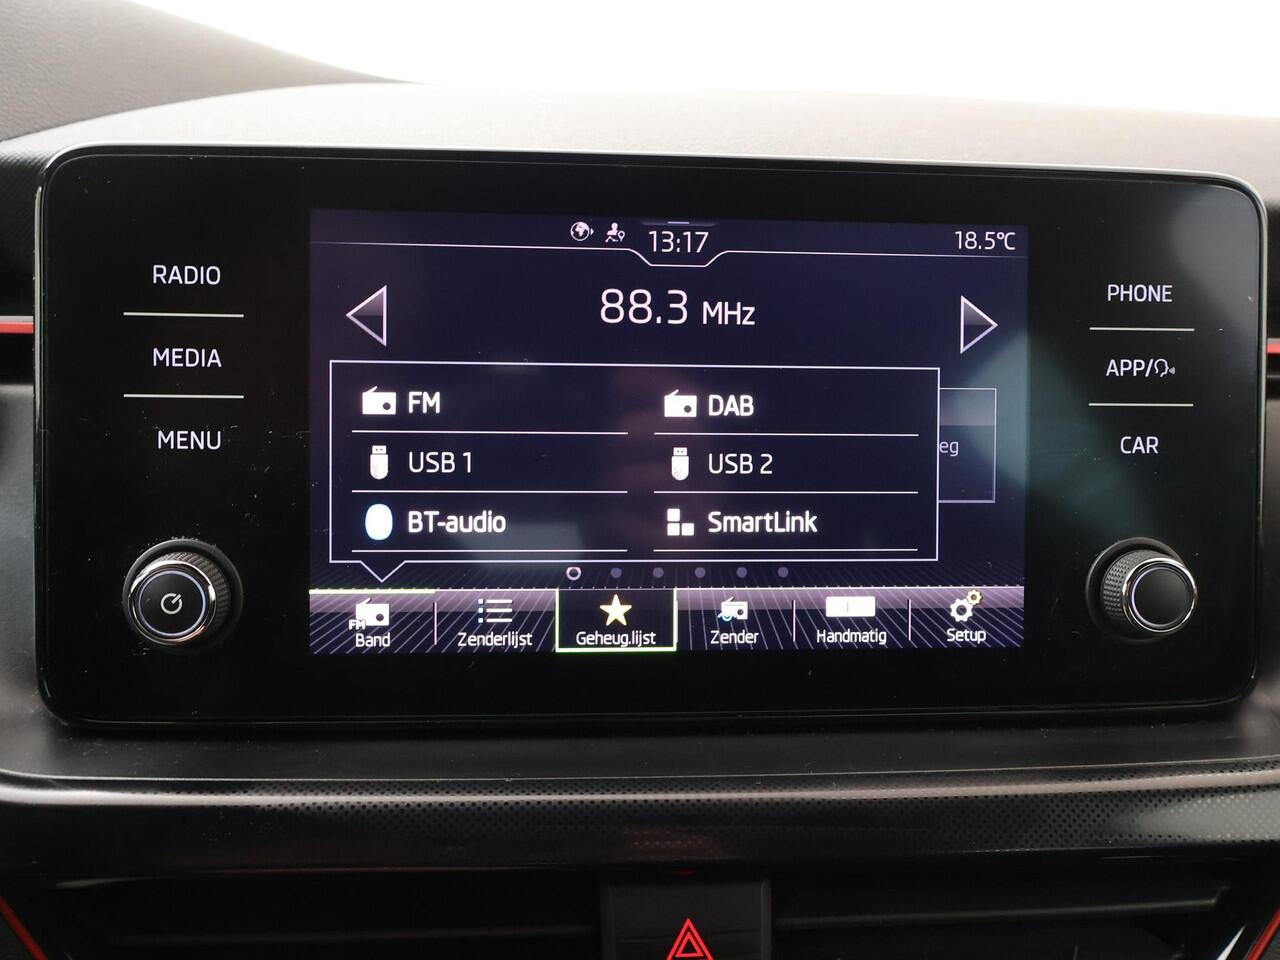 13:17
18.5°C
88.3 MHz
RADIO
MEDIA
MENU
FM
DAB
USB 1
USB 2
BT-audio
SmartLink
eg
FM
Band
Zenderlijst
Geheug.lijst
Zender
Handmatig
Setup
PHONE
APP/
CAR